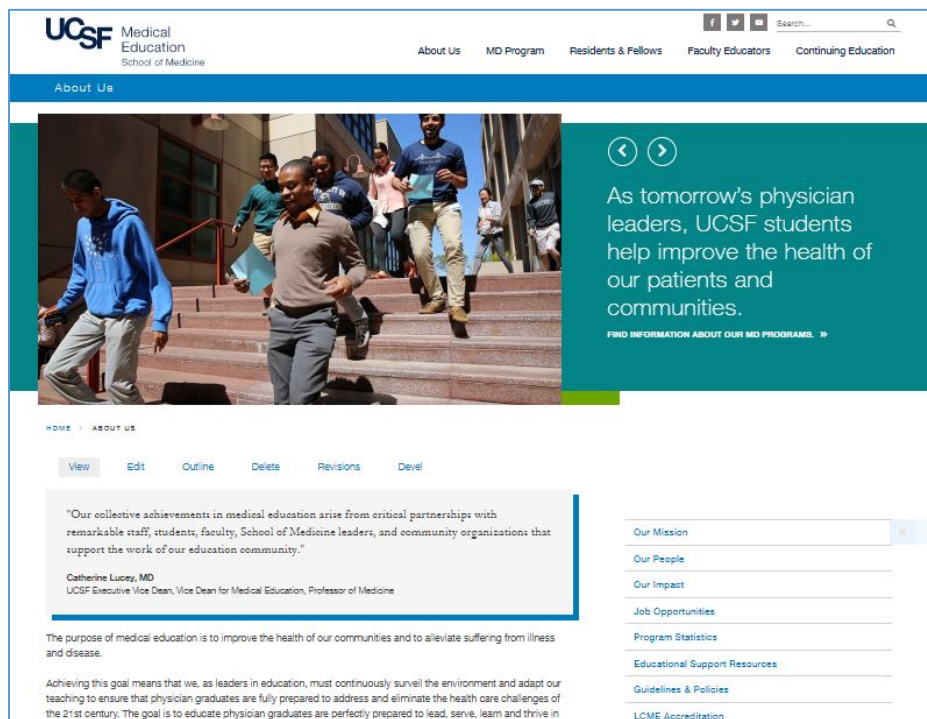 UCSF Medical
Education
School of Medicine
f
Search...
About Us MD Program Residents & Fellows Faculty Educators Continuing Education
About Us
As tomorrow's physician
leaders, UCSF students
help improve the health of
our patients and
communities.
FIND INFORMATION ABOUT OUR MD PROGRAMS. »
HOME / ABOUT US
View Edit Outline Delete Revisions Devel
"Our collective achievements in medical education arise from critical partnerships with
remarkable staff, students, faculty, School of Medicine leaders, and community organizations that
support the work of our education community."
Catherine Lucey, MD
UCSF Executive Vice Dean, Vice Dean for Medical Education, Professor of Medicine
The purpose of medical education is to improve the health of our communities and to alleviate suffering from illness
and disease.
Achieving this goal means that we, as leaders in education, must continuously surveil the environment and adapt our
teaching to ensure that physician graduates are fully prepared to address and eliminate the health care challenges of
the 21st century. The goal is to educate physician graduates are perfectly prepared to lead, serve, learn and thrive in
Our Mission
Our People
Our Impact
Job Opportunities
Program Statistics
Educational Support Resources
Guidelines & Policies
LCME Accreditation